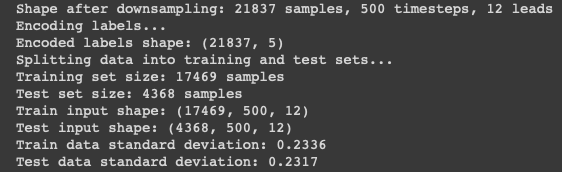 Shape after downsampling: 21837 samples, 500 timesteps, 12 leads
Encoding labels...
Encoded labels shape: (21837, 5)
Splitting data into training and test sets...
Training set size: 17469 samples
Test set size: 4368 samples
Train input shape: (17469, 500, 12)
Test input shape: (4368, 500, 12)
Train data standard deviation: 0.2336
Test data standard deviation: 0.2317